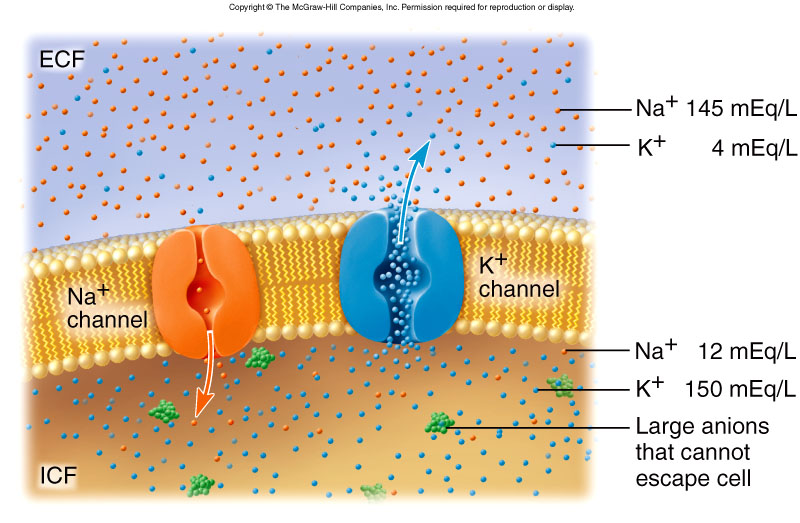 Copyright © The McGraw-Hill Companies, Inc. Permission required for reproduction or display.
ECF
Na+ 145 mEq/L
K+ 4 mEq/L
Na+
channel
K+
channel
Na+ 12 mEq/L
K+ 150 mEq/L
Large anions
that cannot
escape cell
ICF